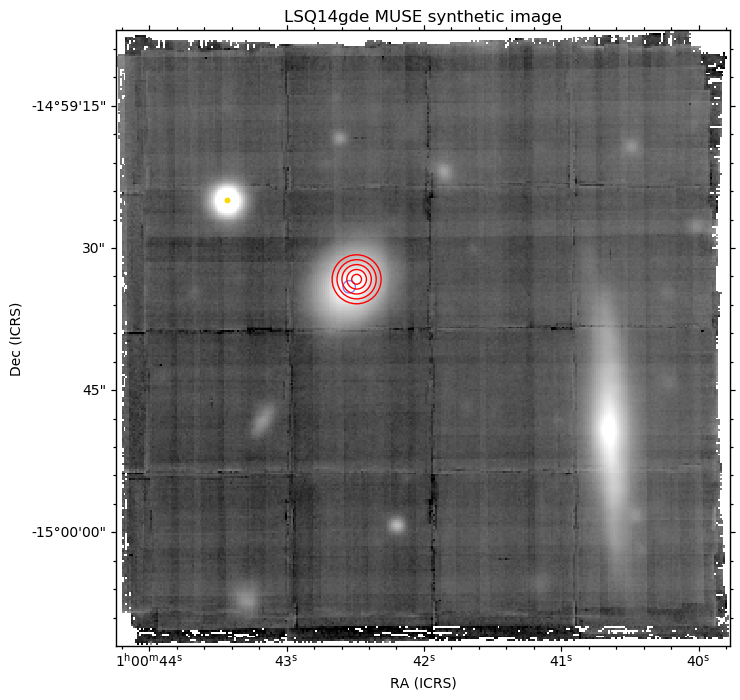 LSQ14gde MUSE synthetic image
-14°59'15"
30"
45"
-15°00'00"
Dec (ICRS)
1ʰ00ᵐ44ˢ 43ˢ 42ˢ 41ˢ 40ˢ
RA (ICRS)